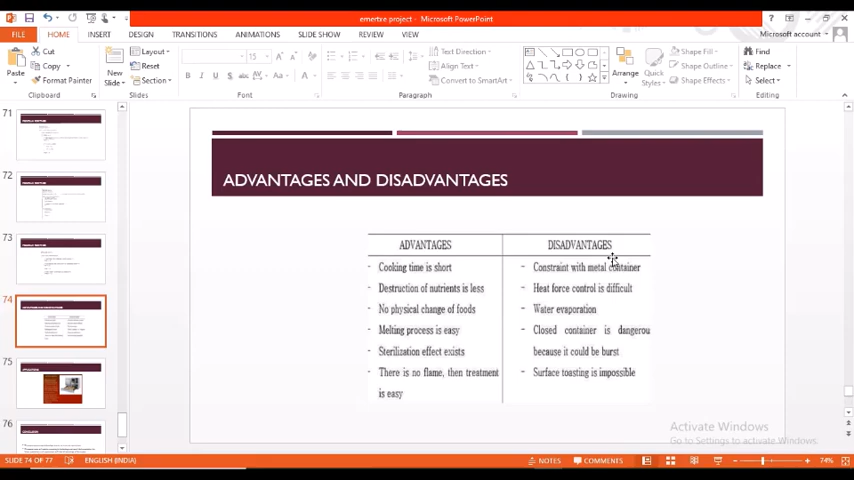 emertxe project - Microsoft PowerPoint
FILE HOME INSERT DESIGN TRANSITIONS ANIMATIONS SLIDE SHOW REVIEW VIEW Microsoft account
Paste
Cut
Copy
Format Painter
Clipboard
New Slide
Layout
Reset
Section
Slides
15
Font
Text Direction
Align Text
Convert to SmartArt
Paragraph
Arrange
Quick Styles
Shape Fill
Shape Outline
Shape Effects
Drawing
Find
Replace
Select
Editing
71
72
73
74
75
76
ADVANTAGES AND DISADVANTAGES
ADVANTAGES
- Cooking time is short
- Destruction of nutrients is less
- No physical change of foods
- Melting process is easy
- Sterilization effect exists
- There is no flame, then treatment
is easy
DISADVANTAGES
- Constraint with metal container
- Heat force control is difficult
- Water evaporation
- Closed container is dangerou
because it could be burst
- Surface toasting is impossible
Activate Windows
Go to Settings to activate Windows.
SLIDE 74 OF 77 ENGLISH (INDIA) NOTES COMMENTS 74%